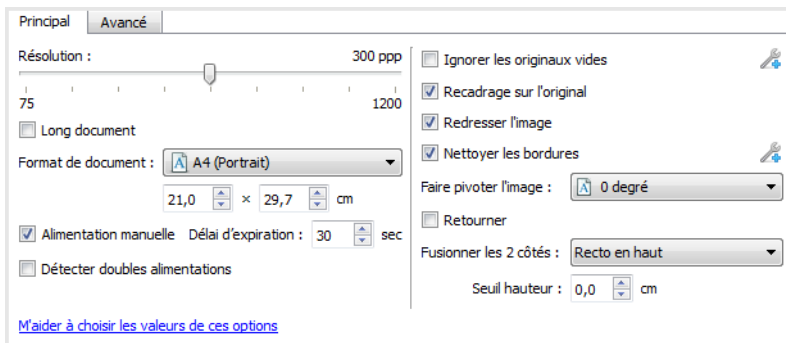 Principal Avancé
Résolution : 300 ppp
75 1200
Long document
Format de document : A4 (Portrait)
21,0 × 29,7 cm
Alimentation manuelle Délai d'expiration : 30 sec
Détecter doubles alimentations
M'aider à choisir les valeurs de ces options
Ignorer les originaux vides
Recadrage sur l'original
Redresser l'image
Nettoyer les bordures
Faire pivoter l'image : 0 degré
Retourner
Fusionner les 2 côtés : Recto en haut
Seuil hauteur : 0,0 cm